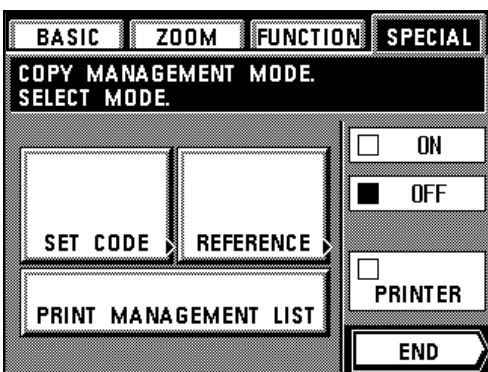 BASIC ZOOM FUNCTION SPECIAL
COPY MANAGEMENT MODE.
SELECT MODE.
ON
OFF
SET CODE REFERENCE
PRINTER
PRINT MANAGEMENT LIST
END